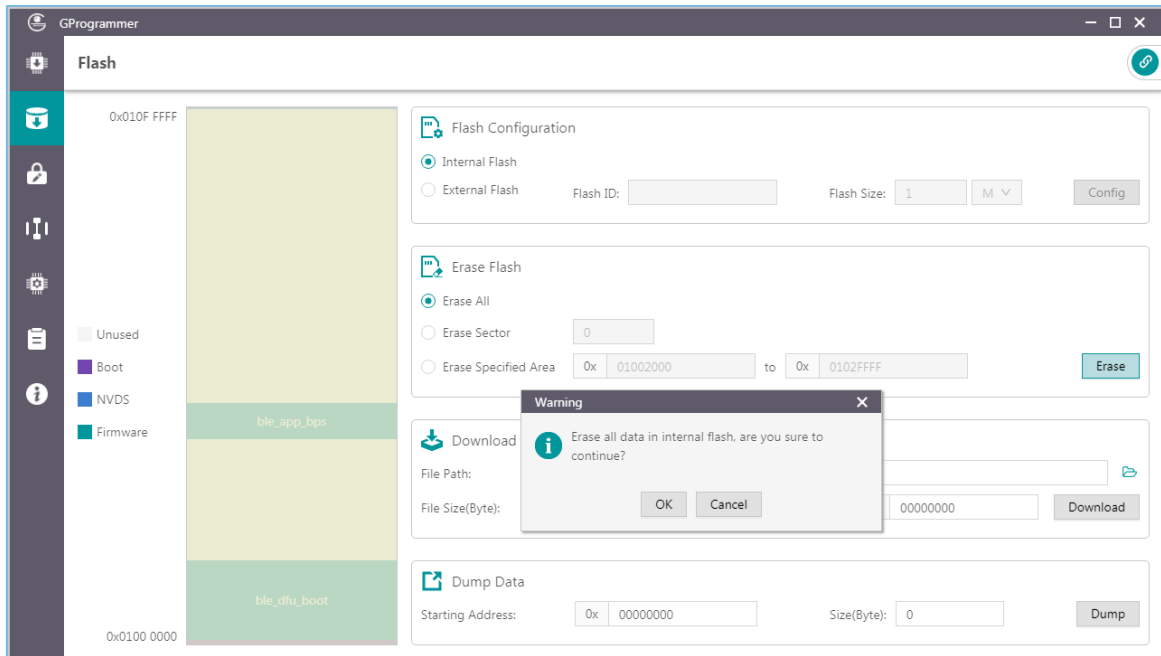 GProgrammer
Flash
0x010F FFFF
Unused
Boot
NVDS
Firmware
0x0100 0000
ble_app_bps
ble_dfu_boot
Flash Configuration
Internal Flash
External Flash Flash ID: Flash Size: 1 M Config
Erase Flash
Erase All
Erase Sector 0
Erase Specified Area 0x 01002000 to 0x 0102FFFF Erase
Warning
Erase all data in internal flash, are you sure to
continue?
OK Cancel
Download
File Path:
File Size(Byte): 00000000 Download
Dump Data
Starting Address: 0x 00000000 Size(Byte): 0 Dump